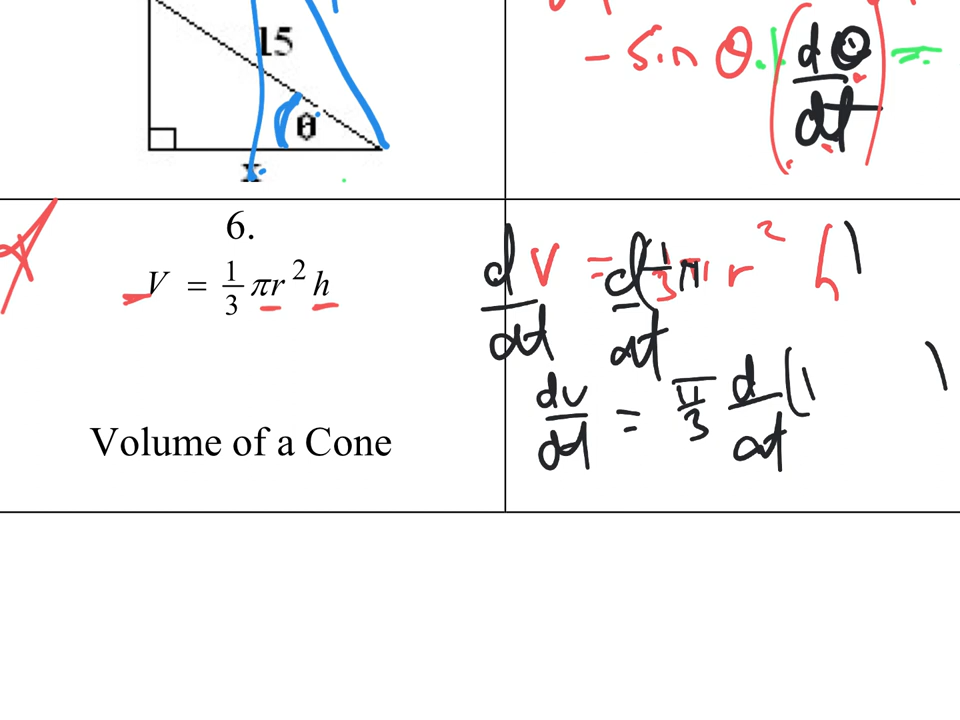 15
θ
x
- sin θ · 1 (dθ/dt) =
6.
V = 1/3 πr² h
d/dt V = d/dt (1/3 π r² h)
dV/dt = π/3 d/dt ( )
Volume of a Cone